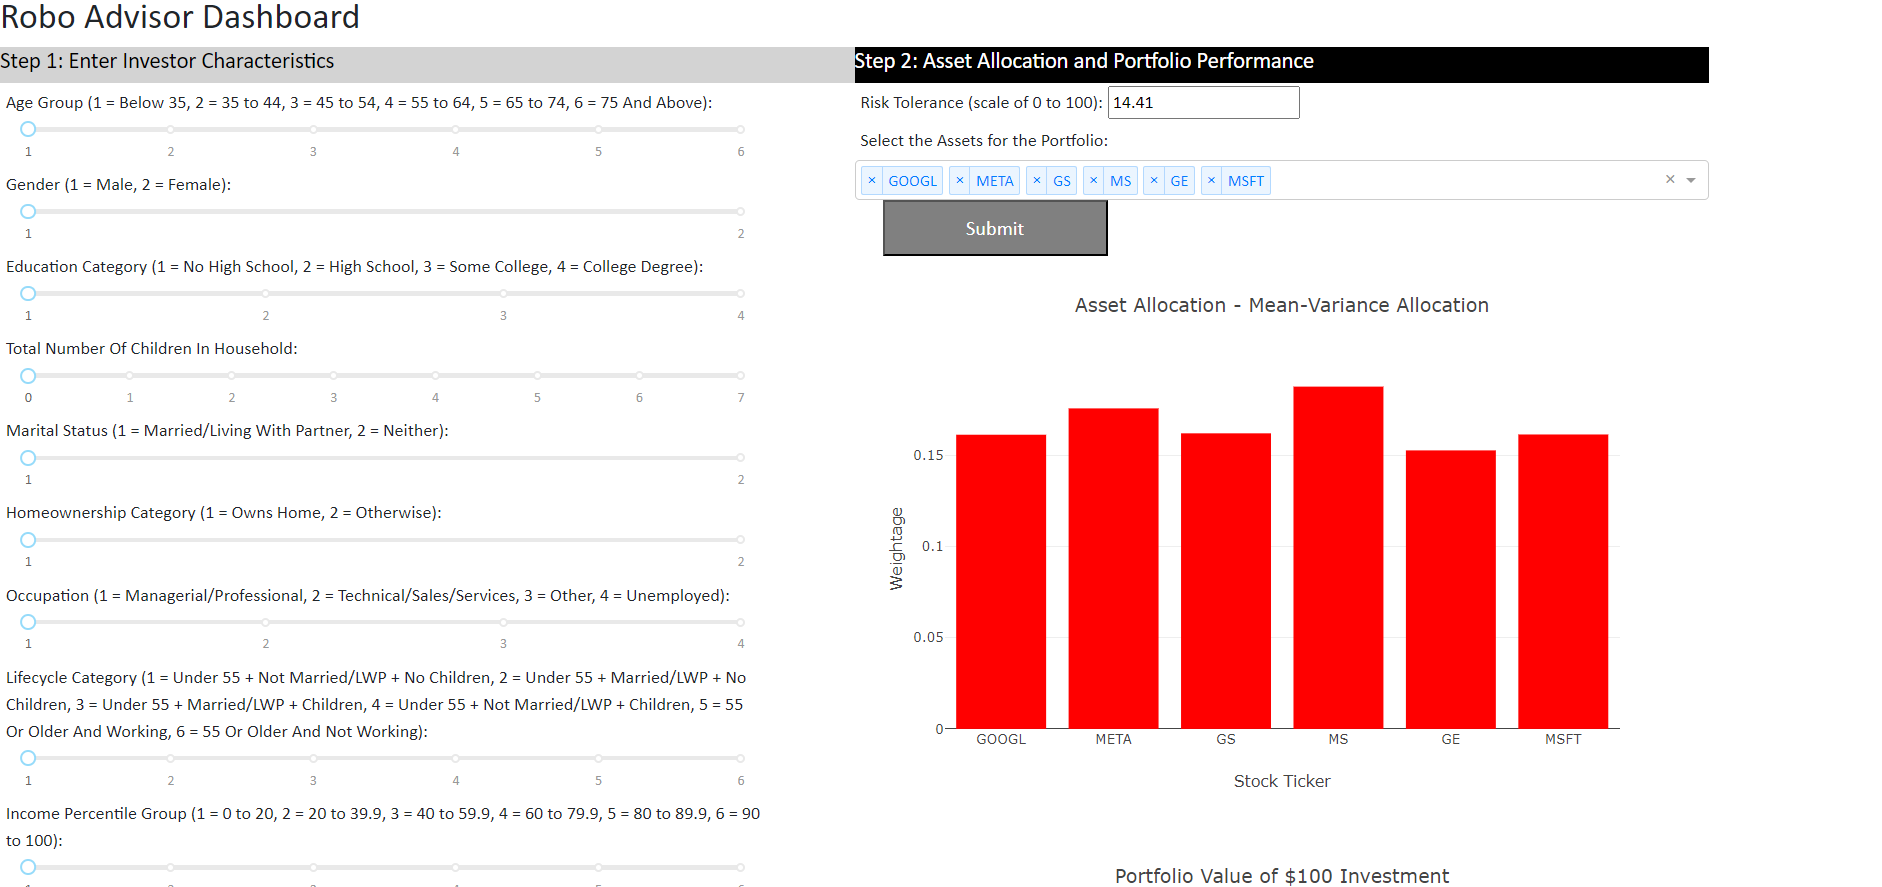 Robo Advisor Dashboard
Step 1: Enter Investor Characteristics
Age Group (1 = Below 35, 2 = 35 to 44, 3 = 45 to 54, 4 = 55 to 64, 5 = 65 to 74, 6 = 75 And Above):
1 2 3 4 5 6
Gender (1 = Male, 2 = Female):
1 2
Education Category (1 = No High School, 2 = High School, 3 = Some College, 4 = College Degree):
1 2 3 4
Total Number Of Children In Household:
0 1 2 3 4 5 6 7
Marital Status (1 = Married/Living With Partner, 2 = Neither):
1 2
Homeownership Category (1 = Owns Home, 2 = Otherwise):
1 2
Occupation (1 = Managerial/Professional, 2 = Technical/Sales/Services, 3 = Other, 4 = Unemployed):
1 2 3 4
Lifecycle Category (1 = Under 55 + Not Married/LWP + No Children, 2 = Under 55 + Married/LWP + No
Children, 3 = Under 55 + Married/LWP + Children, 4 = Under 55 + Not Married/LWP + Children, 5 = 55
Or Older And Working, 6 = 55 Or Older And Not Working):
1 2 3 4 5 6
Income Percentile Group (1 = 0 to 20, 2 = 20 to 39.9, 3 = 40 to 59.9, 4 = 60 to 79.9, 5 = 80 to 89.9, 6 = 90
to 100):
Step 2: Asset Allocation and Portfolio Performance
Risk Tolerance (scale of 0 to 100): 14.41
Select the Assets for the Portfolio:
× GOOGL × META × GS × MS × GE × MSFT ×
Submit
Asset Allocation - Mean-Variance Allocation
Weightage
0.15
0.1
0.05
0
GOOGL META GS MS GE MSFT
Stock Ticker
Portfolio Value of $100 Investment